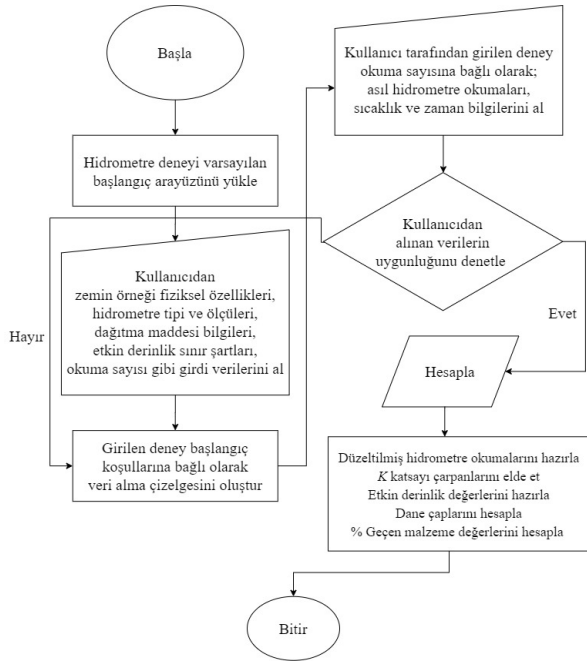 Başla
Hidrometre deneyi varsayılan
başlangıç arayüzünü yükle
Kullanıcıdan
zemin örneği fiziksel özellikleri,
hidrometre tipi ve ölçüleri,
dağıtma maddesi bilgileri,
etkin derinlik sınır şartları,
okuma sayısı gibi girdi verilerini al
Hayır
Girilen deney başlangıç
koşullarına bağlı olarak
veri alma çizelgesini oluştur
Kullanıcı tarafından girilen deney
okuma sayısına bağlı olarak;
asıl hidrometre okumaları,
sıcaklık ve zaman bilgilerini al
Kullanıcıdan
alınan verilerin
uygunluğunu denetle
Evet
Hesapla
Düzeltilmiş hidrometre okumalarını hazırla
K katsayı çarpanlarını elde et
Etkin derinlik değerlerini hazırla
Dane çaplarını hesapla
% Geçen malzeme değerlerini hesapla
Bitir